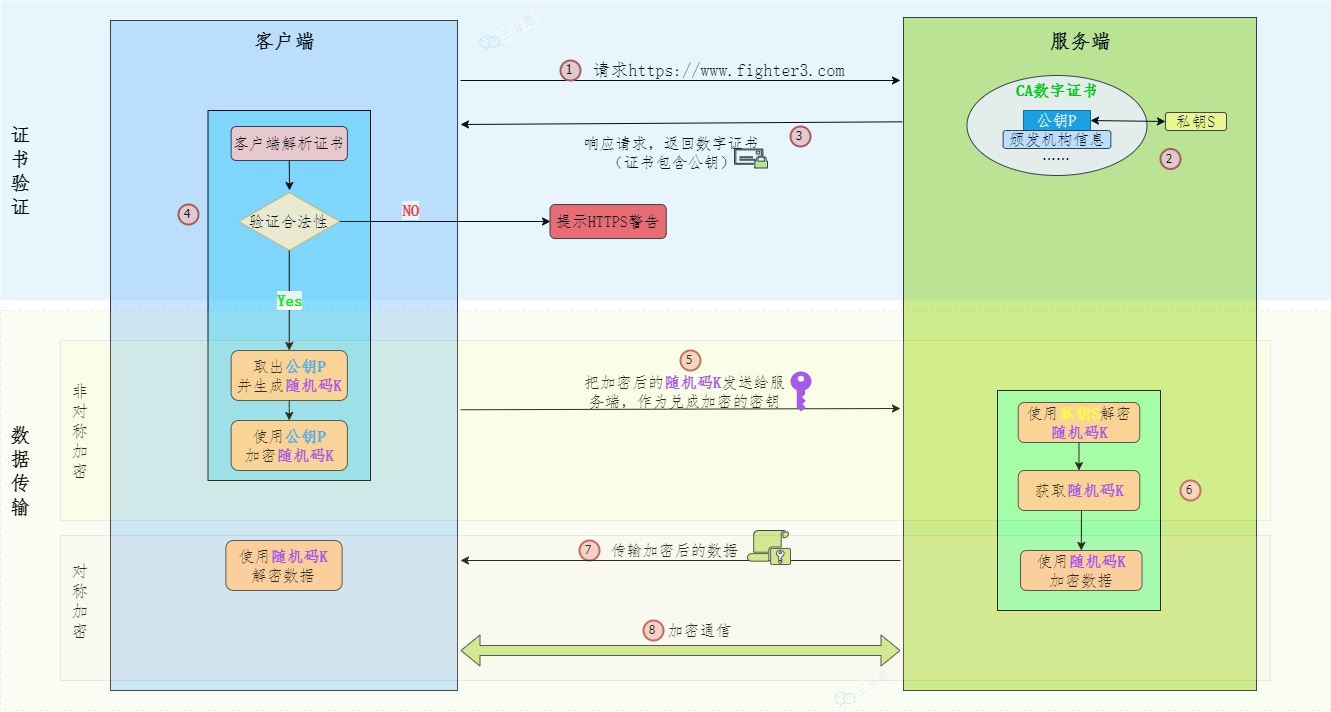 三分恶
客户端
服务端
证书验证
① 请求https://www.fighter3.com
CA数字证书
公钥P
私钥S
颁发机构信息
······
②
③
响应请求，返回数字证书
（证书包含公钥）
客户端解析证书
④
验证合法性
NO
提示HTTPS警告
Yes
数据传输
非对称加密
取出公钥P
并生成随机码K
使用公钥P
加密随机码K
⑤
把加密后的随机码K发送给服
务端，作为兑成加密的密钥
使用私钥S解密
随机码K
获取随机码K
⑥
使用随机码K
加密数据
对称加密
使用随机码K
解密数据
⑦ 传输加密后的数据
⑧ 加密通信
三分恶